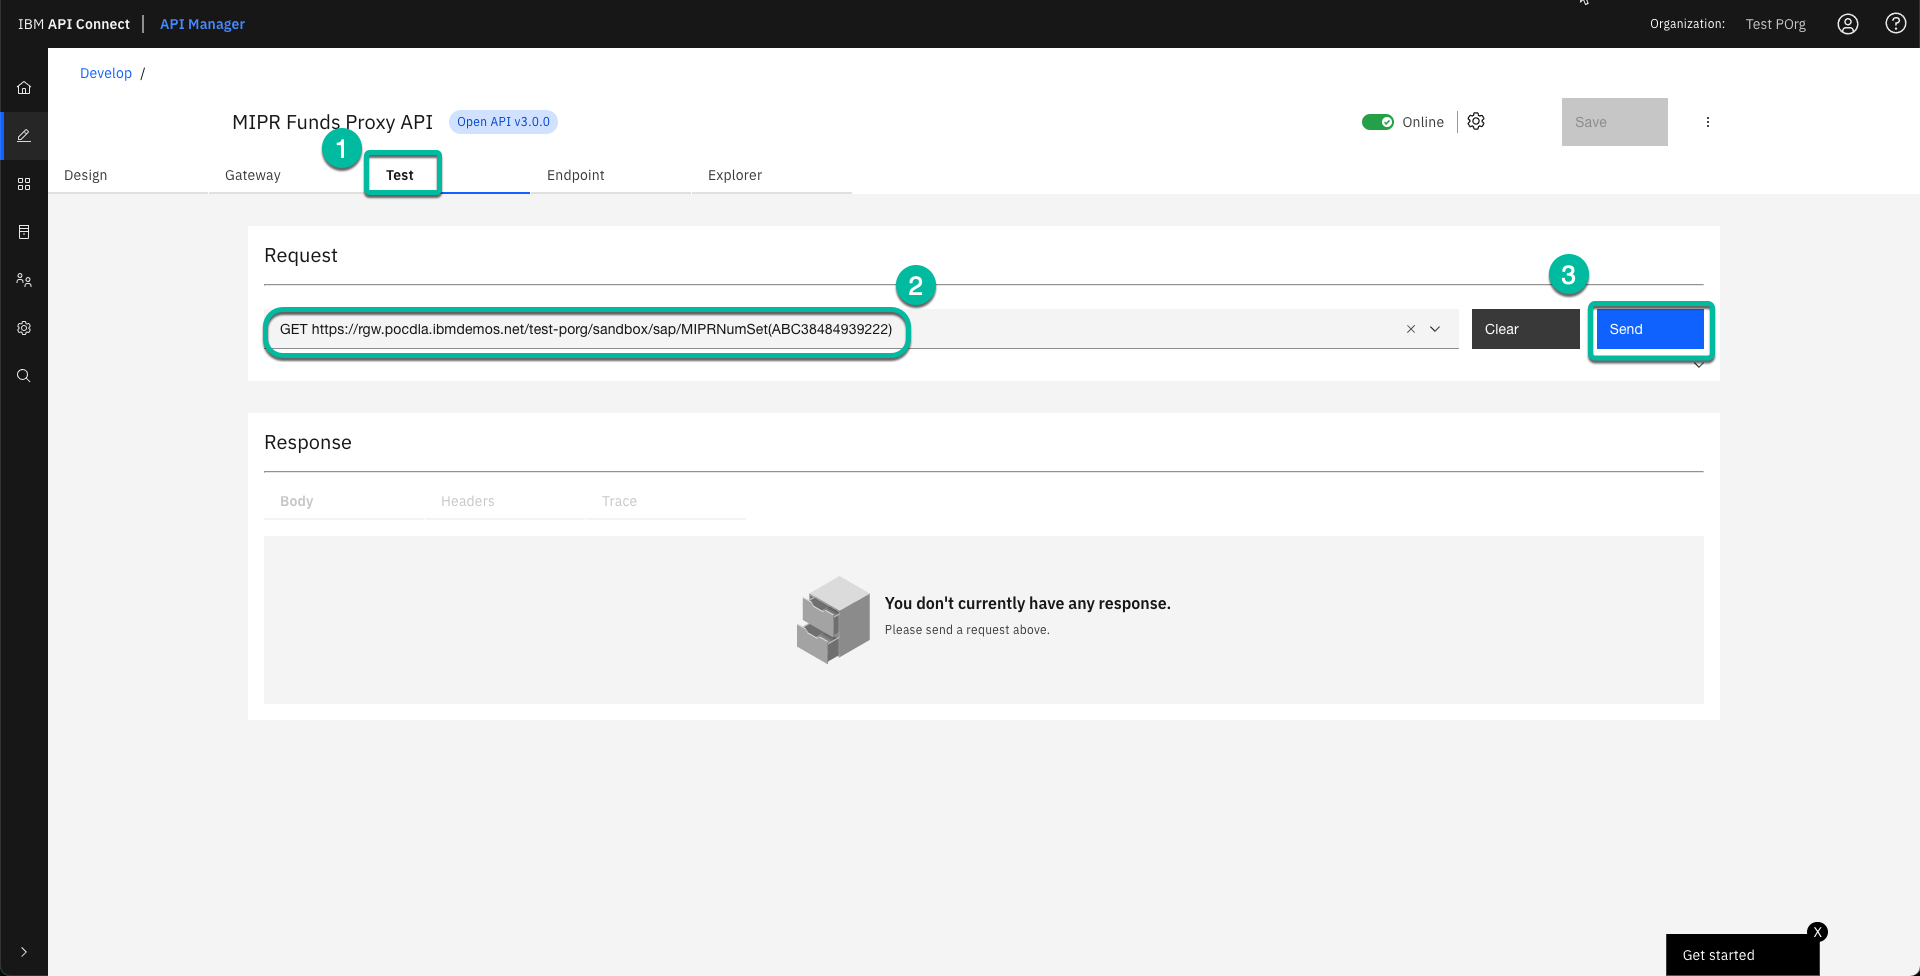 IBM API Connect | API Manager
Organization: Test POrg
Develop /
MIPR Funds Proxy API Open API v3.0.0
Online
Save
1
Design Gateway Test Endpoint Explorer
Request
2
3
GET https://rgw.pocdla.ibmdemos.net/test-porg/sandbox/sap/MIPRNumSet(ABC38484939222)
Clear
Send
Response
Body Headers Trace
You don't currently have any response.
Please send a request above.
X
Get started